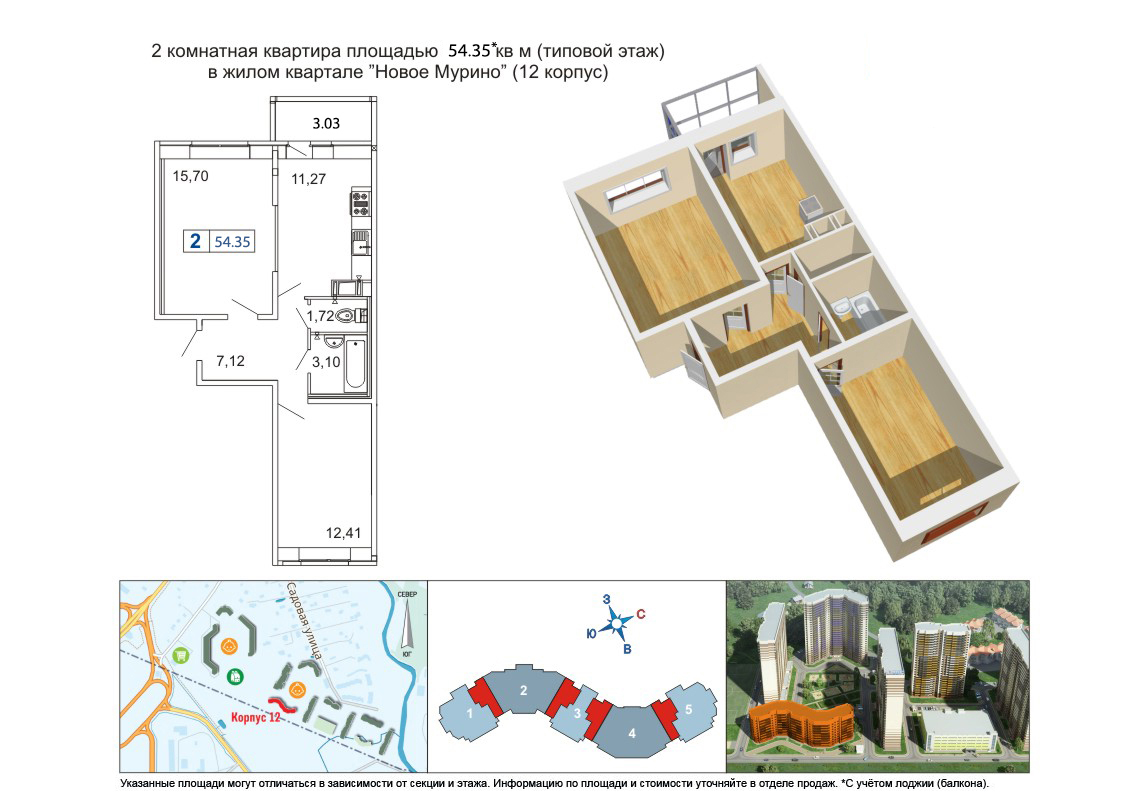 2 комнатная квартира площадью 54.35*кв м (типовой этаж)
в жилом квартале ”Новое Мурино” (12 корпус)
3.03
15,70
11,27
2 54.35
1,72
7,12
3,10
12,41
Садовая улица
СЕВЕР
ЮГ
Корпус 12
З
С
Ю
В
1
2
3
4
5
Указанные площади могут отличаться в зависимости от секции и этажа. Информацию по площади и стоимости уточняйте в отделе продаж. *С учётом лоджии (балкона).